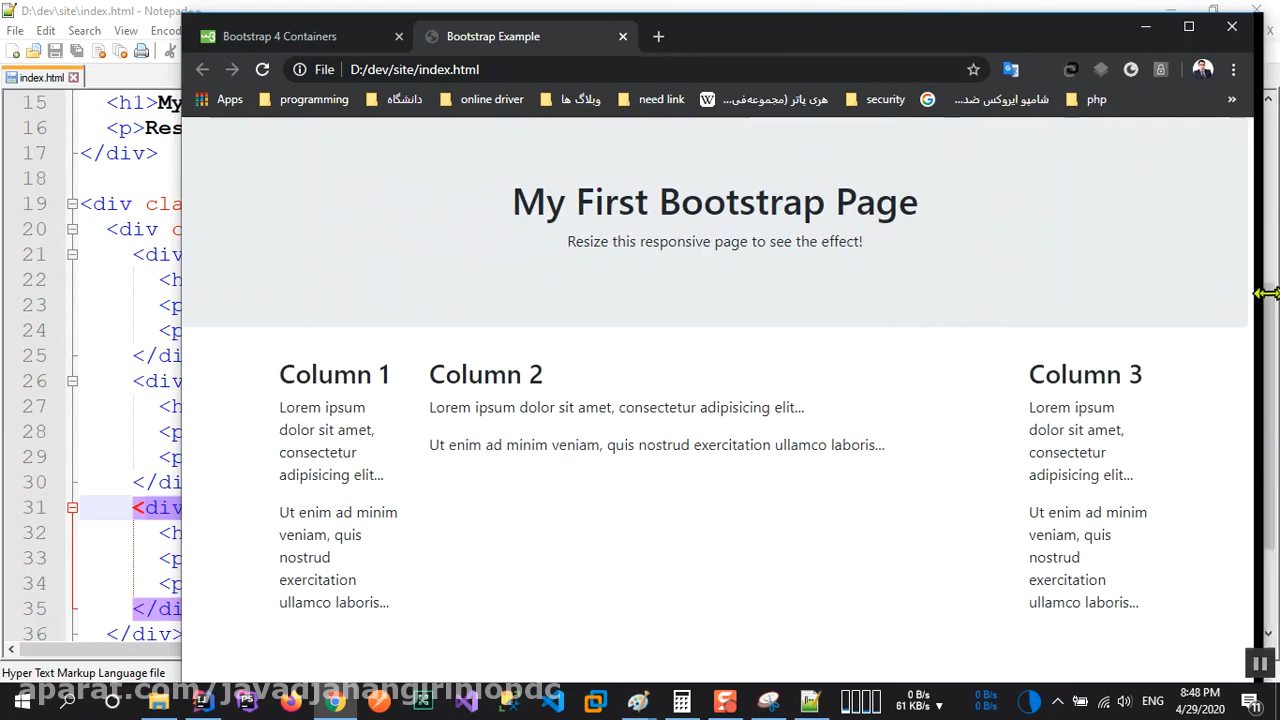 D:\dev\site\index.html - Notepad++
File Edit Search View Encod
index.html
Bootstrap 4 Containers
Bootstrap Example
File D:/dev/site/index.html
Apps programming دانشگاه online driver وبلاگ ها need link هری پاتر (مجموعه‌فی... security شامپو ایروکس ضد... php »
15 <h1>My
16 <p>Res
17 </div>
18
19 <div cla
20 <div c
21 <div
22 <h
23 <p
24 <p
25 </di
26 <div
27 <h
28 <p
29 <p
30 </di
31 <div
32 <h
33 <p
34 <p
35 </di
36 </div>
My First Bootstrap Page
Resize this responsive page to see the effect!
Column 1
Lorem ipsum
dolor sit amet,
consectetur
adipisicing elit...
Ut enim ad minim
veniam, quis
nostrud
exercitation
ullamco laboris...
Column 2
Lorem ipsum dolor sit amet, consectetur adipisicing elit...
Ut enim ad minim veniam, quis nostrud exercitation ullamco laboris...
Column 3
Lorem ipsum
dolor sit amet,
consectetur
adipisicing elit...
Ut enim ad minim
veniam, quis
nostrud
exercitation
ullamco laboris...
Hyper Text Markup Language file
0 B/s
61 KB/s
0 B/s
0 B/s
ENG
8:48 PM
4/29/2020
11